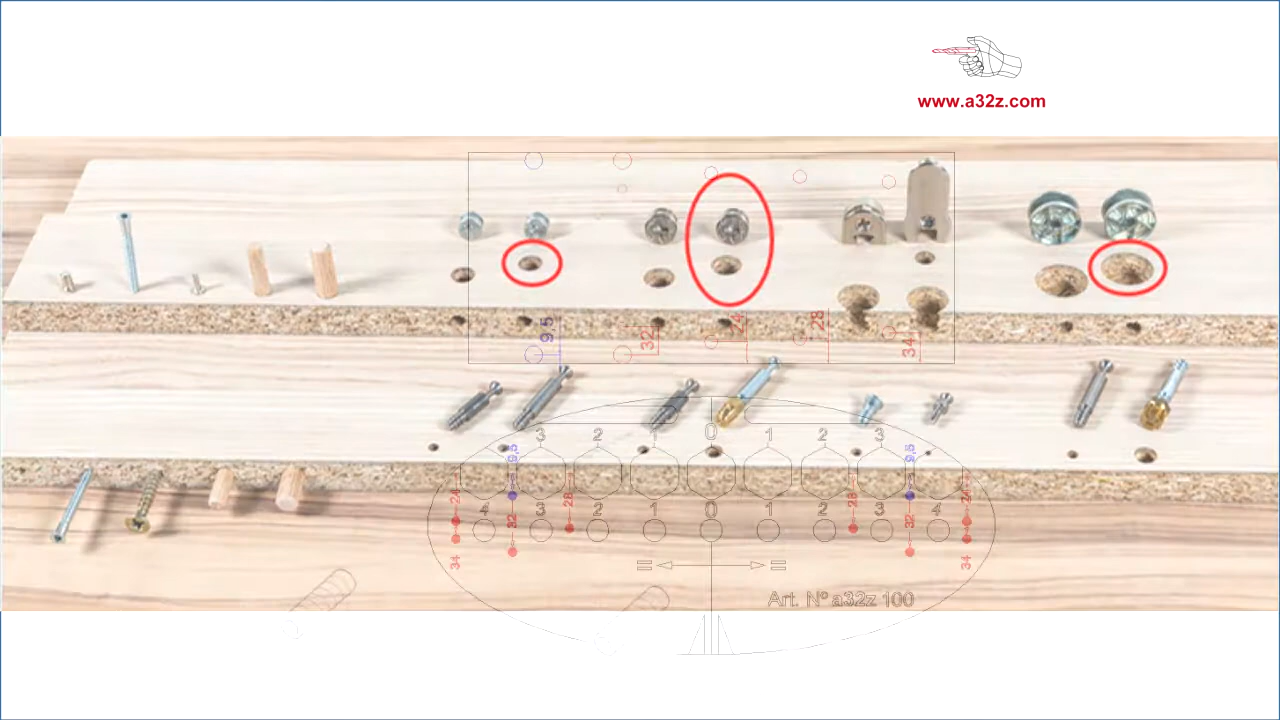 www.a32z.com
9,5
32
24
28
34
3 2 1 0 1 2 3
9,5 9,5
24 32 28 28 32 24
4 3 2 1 0 1 2 3 4
34 34
Art. N° a32z 100